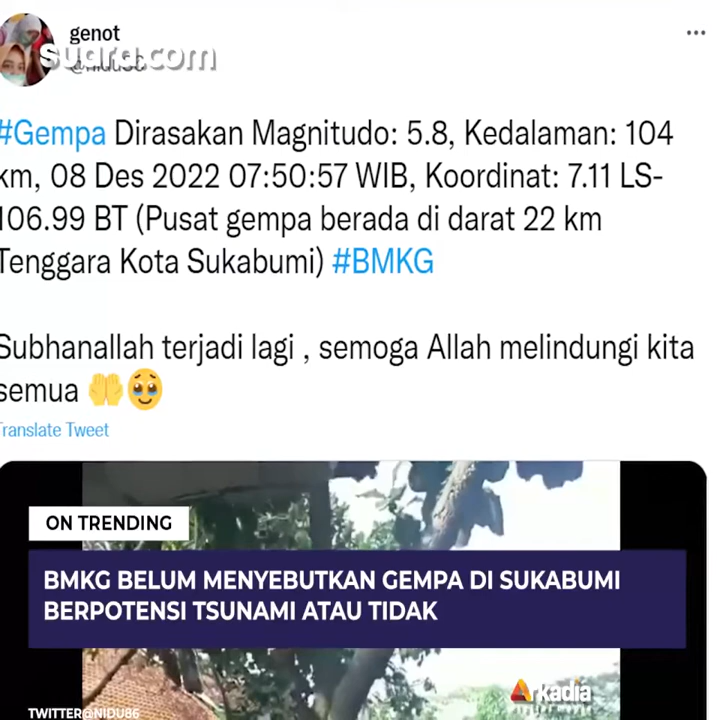 genot
suara.com
#Gempa Dirasakan Magnitudo: 5.8, Kedalaman: 104
km, 08 Des 2022 07:50:57 WIB, Koordinat: 7.11 LS-
106.99 BT (Pusat gempa berada di darat 22 km
Tenggara Kota Sukabumi) #BMKG
Subhanallah terjadi lagi , semoga Allah melindungi kita
semua 🤲🥹
Translate Tweet
ON TRENDING
BMKG BELUM MENYEBUTKAN GEMPA DI SUKABUMI
BERPOTENSI TSUNAMI ATAU TIDAK
Arkadia
TWITTER@NIDU86